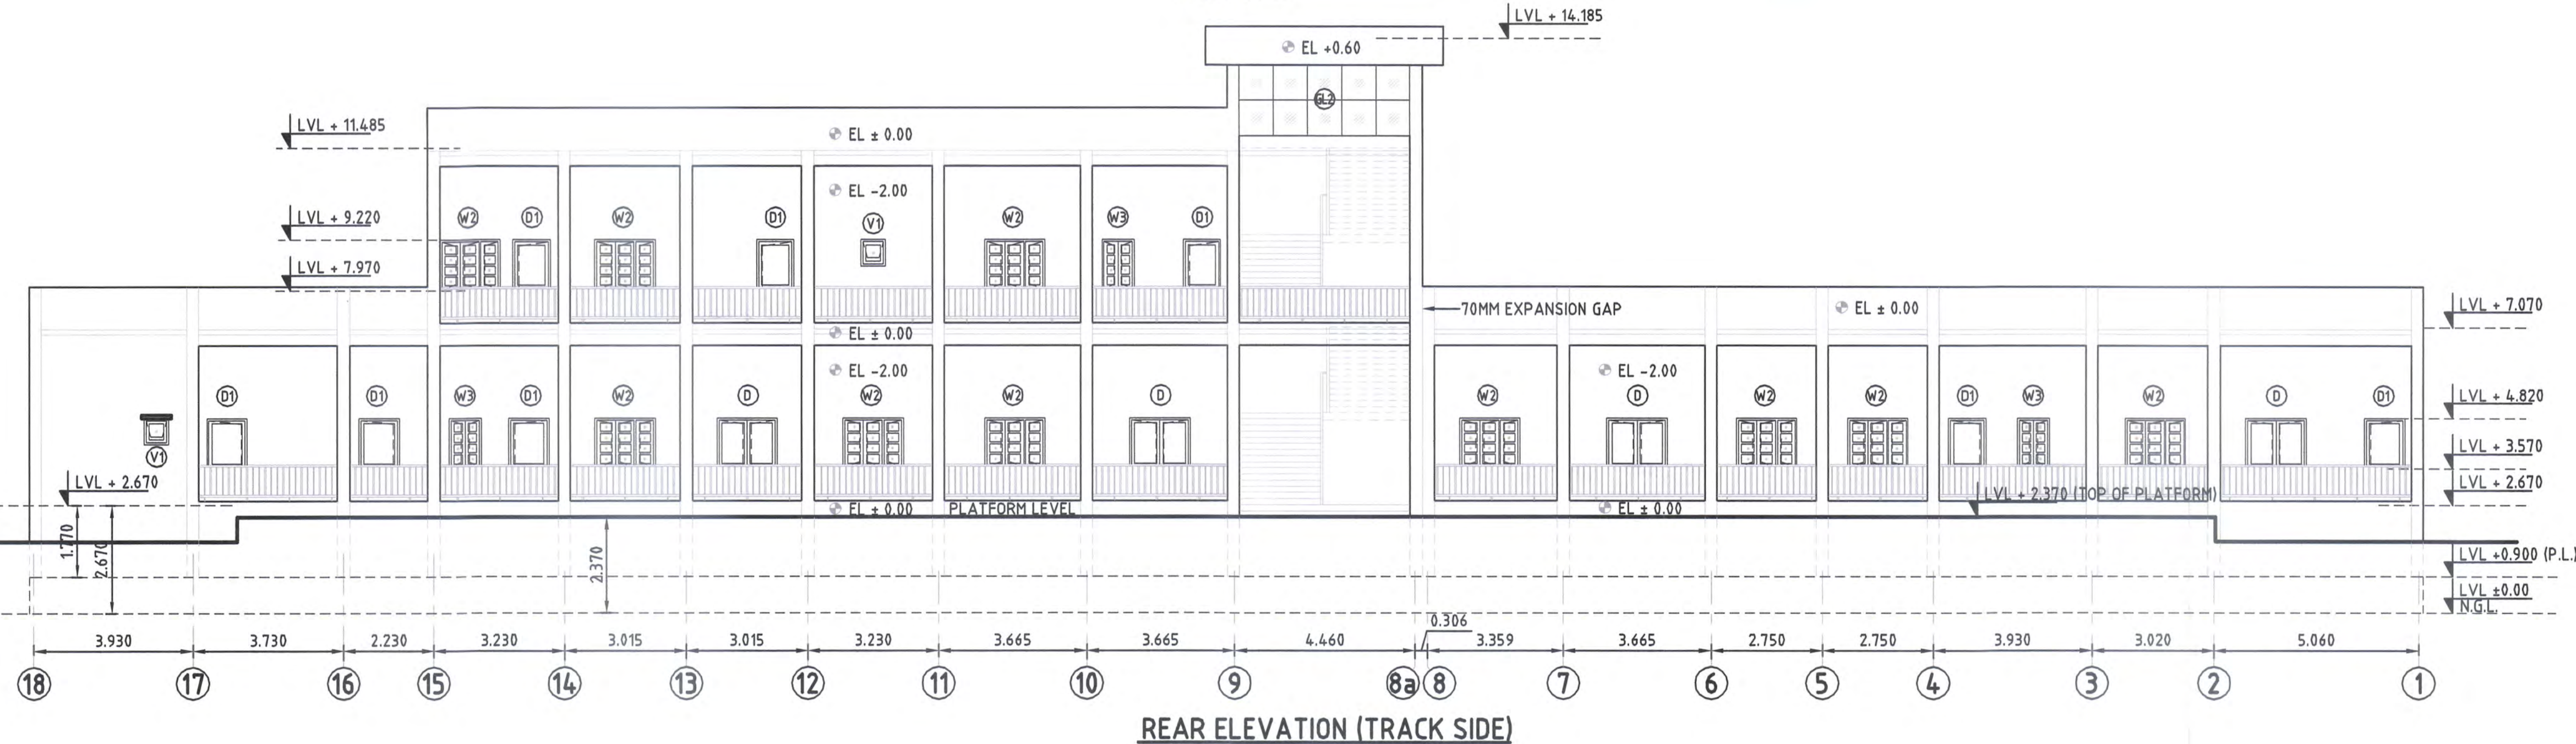 LVL + 14.185
EL +0.60
GL2
LVL + 11.485
EL ± 0.00
EL -2.00
LVL + 9.220
W2 D1 W2 D1 V1 W2 W3 D1
LVL + 7.970
70MM EXPANSION GAP
EL ± 0.00
LVL + 7.070
EL ± 0.00
EL -2.00
EL -2.00
D1 D1 W3 D1 W2 D W2 W2 D W2 D W2 W2 D1 W3 W2 D D1
LVL + 4.820
V1
LVL + 3.570
LVL + 2.670
LVL + 2.670
LVL + 2.370 (TOP OF PLATFORM)
EL ± 0.00
PLATFORM LEVEL
EL ± 0.00
1.770
2.670
2.370
LVL +0.900 (P.L.)
LVL ±0.00
N.G.L.
0.306
3.930 3.730 2.230 3.230 3.015 3.015 3.230 3.665 3.665 4.460 3.359 3.665 2.750 2.750 3.930 3.020 5.060
18 17 16 15 14 13 12 11 10 9 8a 8 7 6 5 4 3 2 1
REAR ELEVATION (TRACK SIDE)